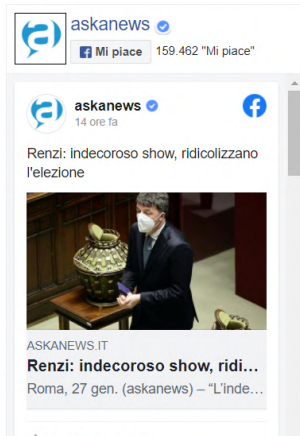 askanews
Mi piace
159.462 "Mi piace"
askanews
14 ore fa
Renzi: indecoroso show, ridicolizzano
l'elezione
ASKANEWS.IT
Renzi: indecoroso show, ridi...
Roma, 27 gen. (askanews) – “L’inde...